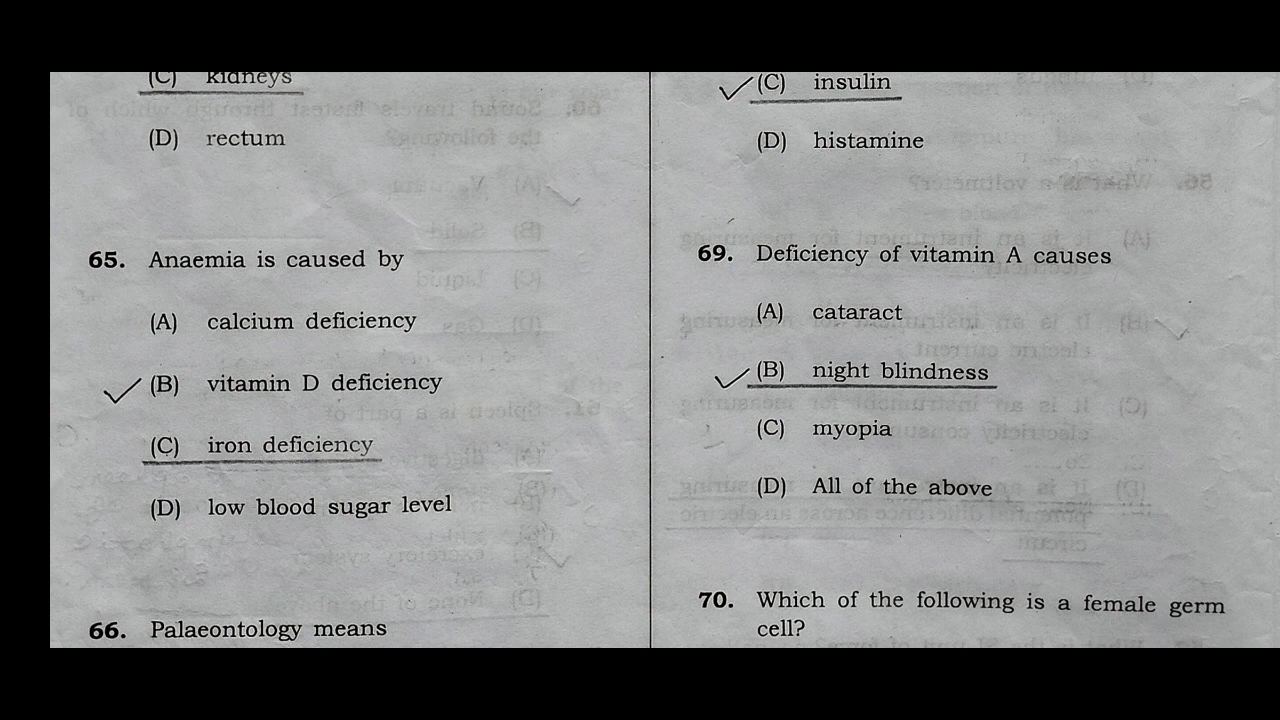 (C) kidneys
(D) rectum
65. Anaemia is caused by
(A) calcium deficiency
(B) vitamin D deficiency
(C) iron deficiency
(D) low blood sugar level
66. Palaeontology means
(C) insulin
(D) histamine
69. Deficiency of vitamin A causes
(A) cataract
(B) night blindness
(C) myopia
(D) All of the above
70. Which of the following is a female germ
cell?